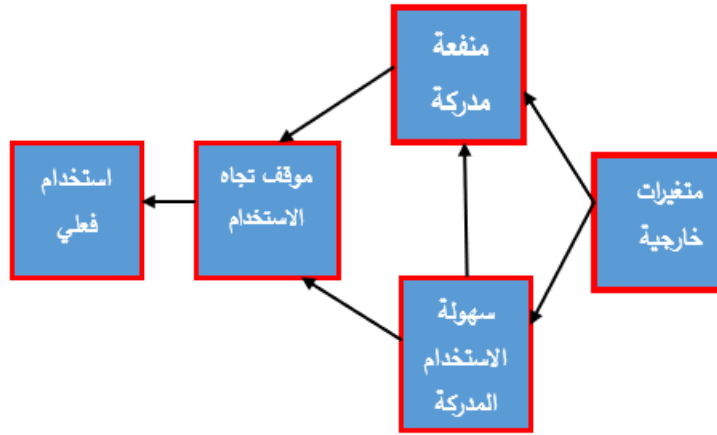 منفعة
مدركة
متغيرات
خارجية
موقف تجاه
الاستخدام
استخدام
فعلي
سهولة
الاستخدام
المدركة